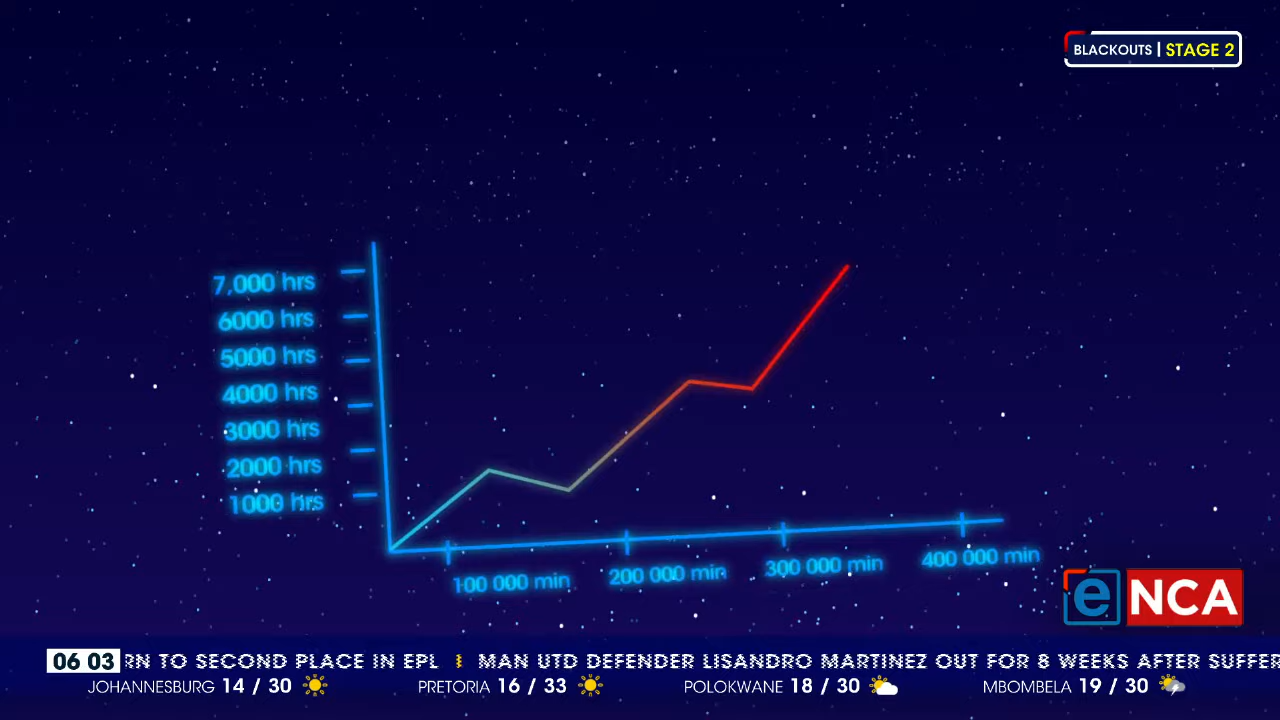 BLACKOUTS | STAGE 2
7,000 hrs
6000 hrs
5000 hrs
4000 hrs
3000 hrs
2000 hrs
1000 hrs
100 000 min
200 000 min
300 000 min
400 000 min
eNCA
06 03 RN TO SECOND PLACE IN EPL MAN UTD DEFENDER LISANDRO MARTINEZ OUT FOR 8 WEEKS AFTER SUFFER
JOHANNESBURG 14 / 30 PRETORIA 16 / 33 POLOKWANE 18 / 30 MBOMBELA 19 / 30